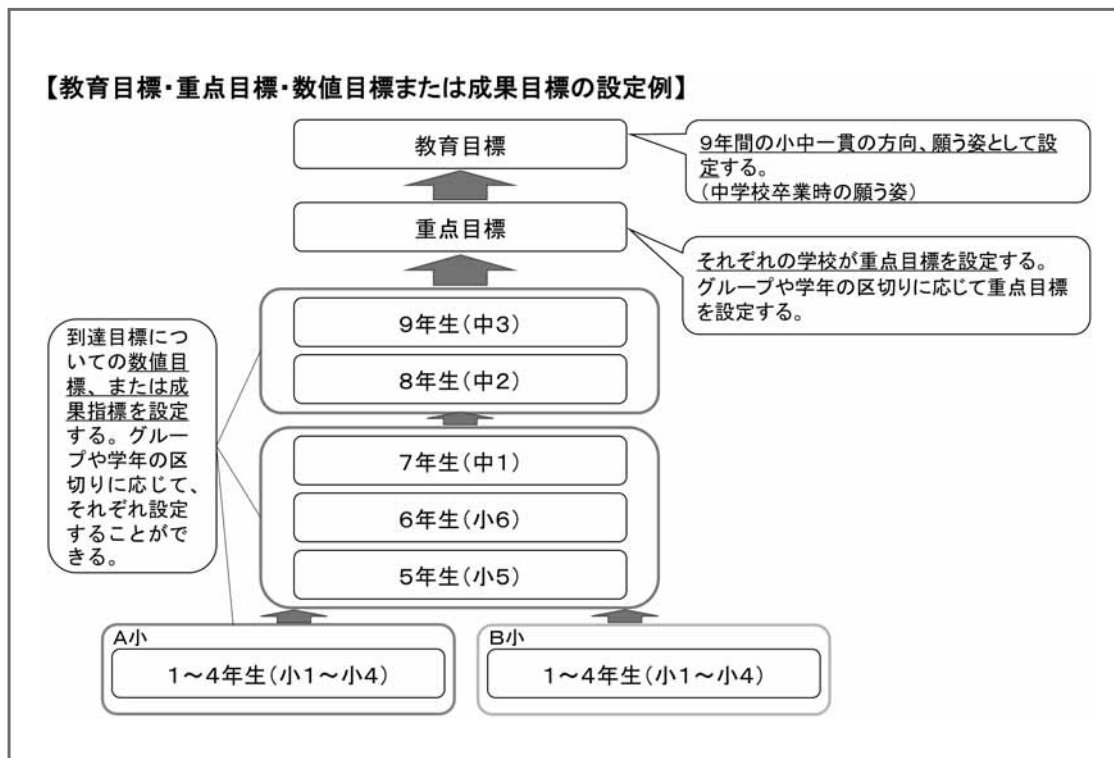 【教育目標・重点目標・数値目標または成果目標の設定例】
教育目標
9年間の小中一貫の方向、願う姿として設
定する。
(中学校卒業時の願う姿)
重点目標
それぞれの学校が重点目標を設定する。
グループや学年の区切りに応じて重点目標
を設定する。
到達目標につ
いての数値目
標、または成
果指標を設定
する。グルー
プや学年の区
切りに応じて、
それぞれ設定
することがで
きる。
9年生(中3)
8年生(中2)
7年生(中1)
6年生(小6)
5年生(小5)
A小
1~4年生(小1~小4)
B小
1~4年生(小1~小4)